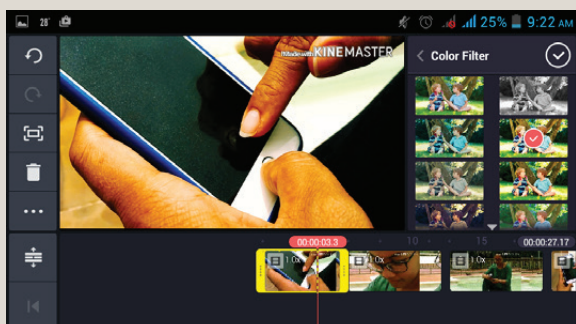 28° 25% 9:22 AM
Made with KINEMASTER
Color Filter
00:00:03.3 10 15 00:00:27.17
1.0x 1.0x 1.0x